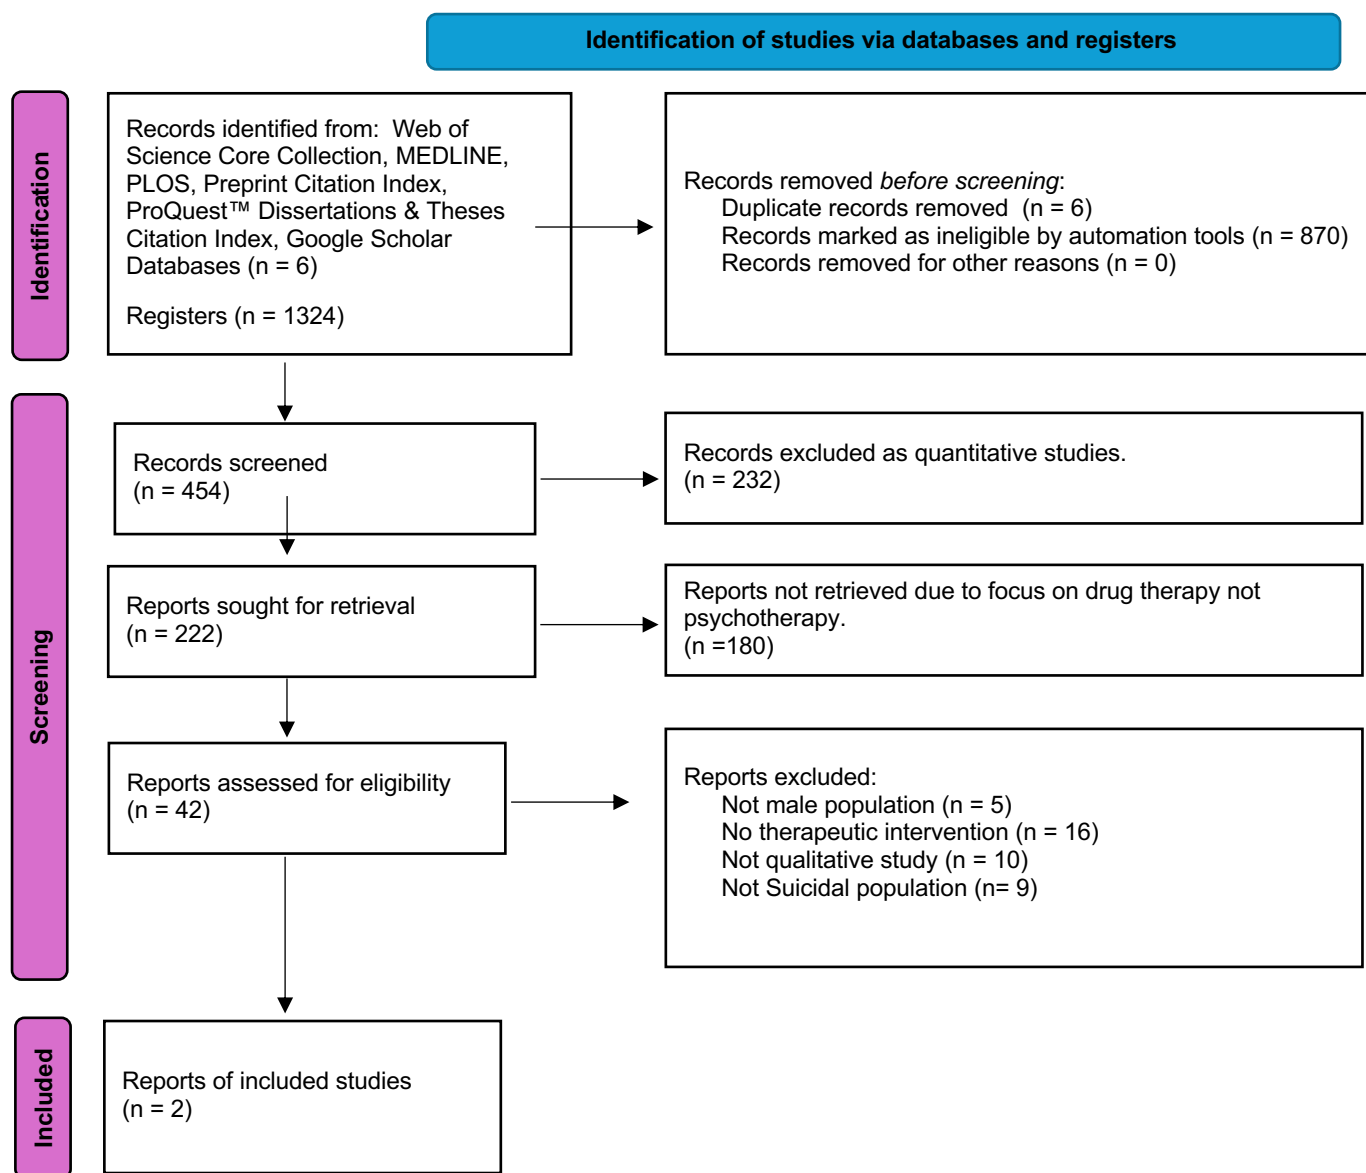 Identification of studies via databases and registers
Identification
Records identified from:  Web of
Science Core Collection, MEDLINE,
PLOS, Preprint Citation Index,
ProQuest™ Dissertations & Theses
Citation Index, Google Scholar
Databases (n = 6)
Registers (n = 1324)
Records removed before screening:
Duplicate records removed  (n = 6)
Records marked as ineligible by automation tools (n = 870)
Records removed for other reasons (n = 0)
Screening
Records screened
(n = 454)
Records excluded as quantitative studies.
(n = 232)
Reports sought for retrieval
(n = 222)
Reports not retrieved due to focus on drug therapy not
psychotherapy.
(n =180)
Reports assessed for eligibility
(n = 42)
Reports excluded:
Not male population (n = 5)
No therapeutic intervention (n = 16)
Not qualitative study (n = 10)
Not Suicidal population (n= 9)
Included
Reports of included studies
(n = 2)